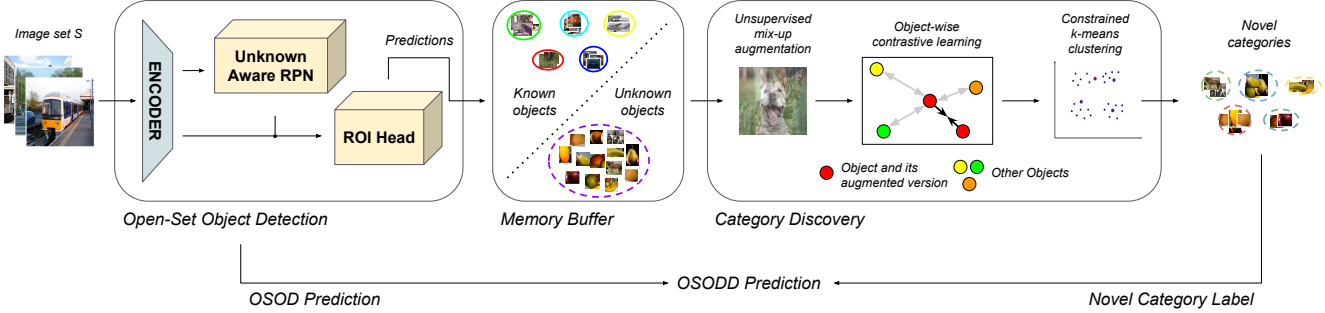 Image set S
ENCODER
Unknown
Aware RPN
ROI Head
Predictions
Open-Set Object Detection
Known
objects
Unknown
objects
Memory Buffer
Unsupervised
mix-up
augmentation
Object-wise
contrastive learning
Constrained
k-means
clustering
Object and its
augmented version
Other Objects
Category Discovery
Novel
categories
OSOD Prediction
OSODD Prediction
Novel Category Label